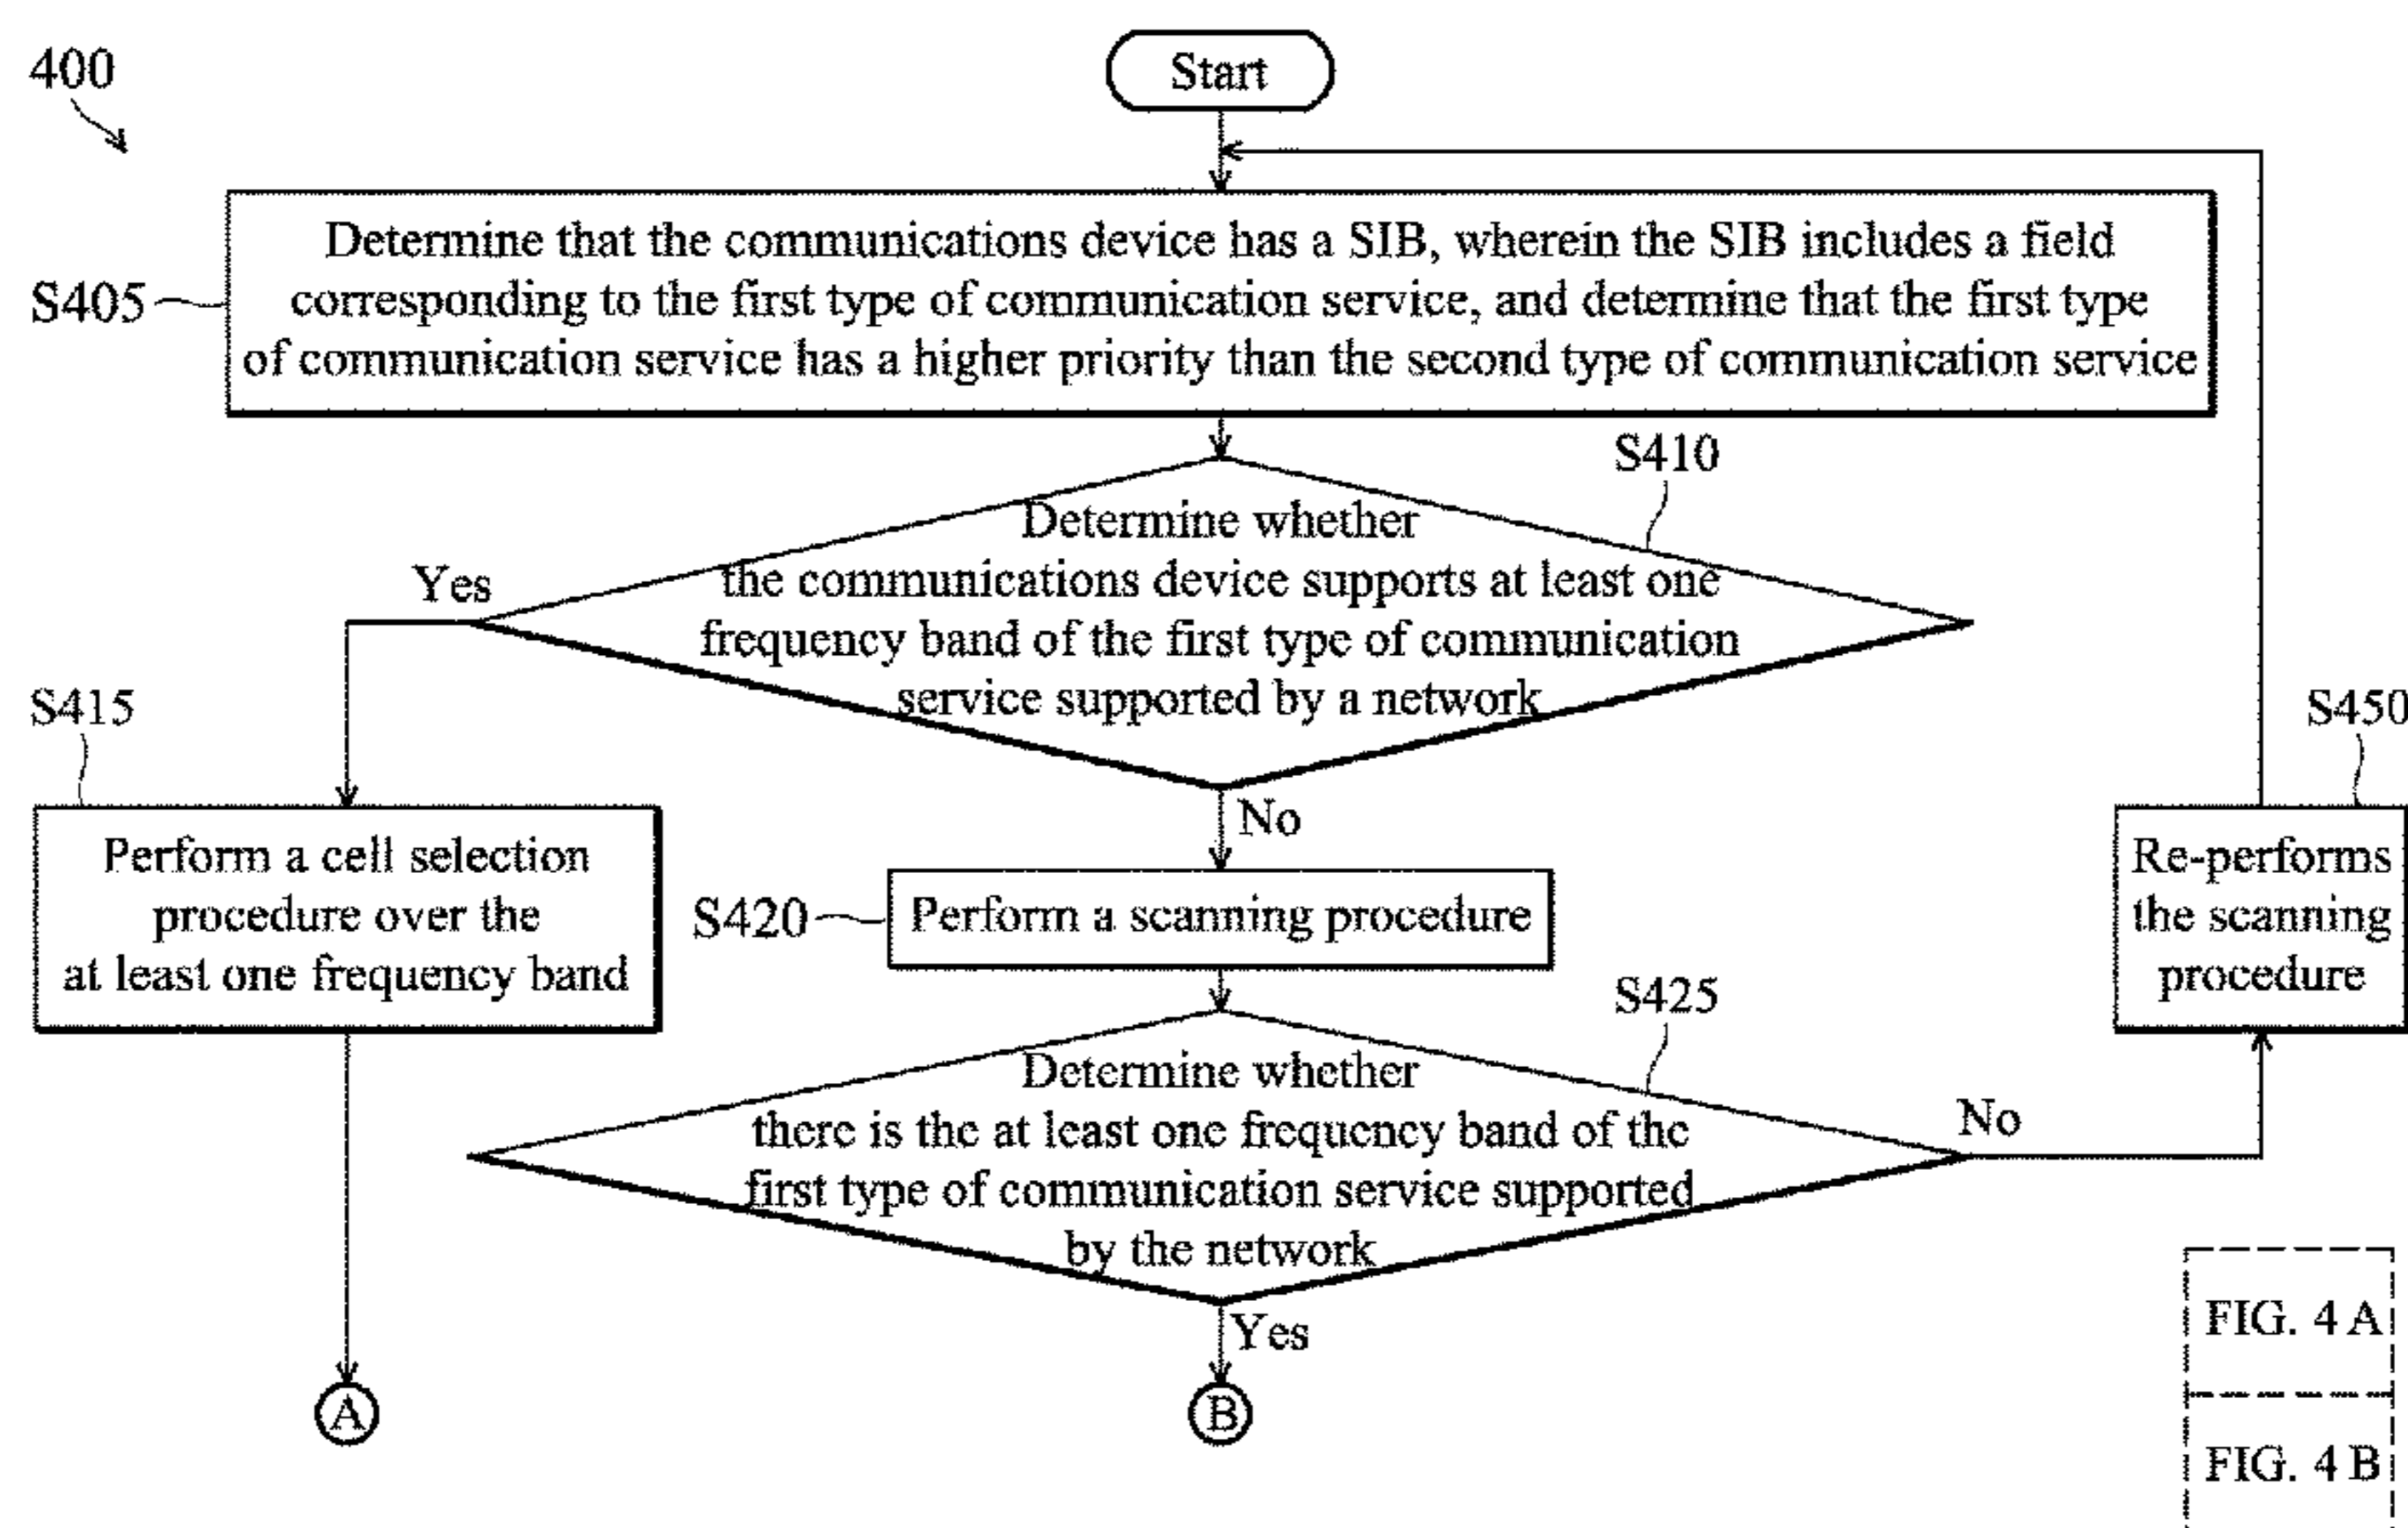 400
Start
S405
Determine that the communications device has a SIB, wherein the SIB includes a field
corresponding to the first type of communication service, and determine that the first type
of communication service has a higher priority than the second type of communication service
S410
Determine whether
the communications device supports at least one
frequency band of the first type of communication
service supported by a network
Yes
No
S415
Perform a cell selection
procedure over the
at least one frequency band
S420
Perform a scanning procedure
S450
Re-performs
the scanning
procedure
S425
Determine whether
there is the at least one frequency band of the
first type of communication service supported
by the network
No
Yes
A
B
FIG. 4 A
FIG. 4 B